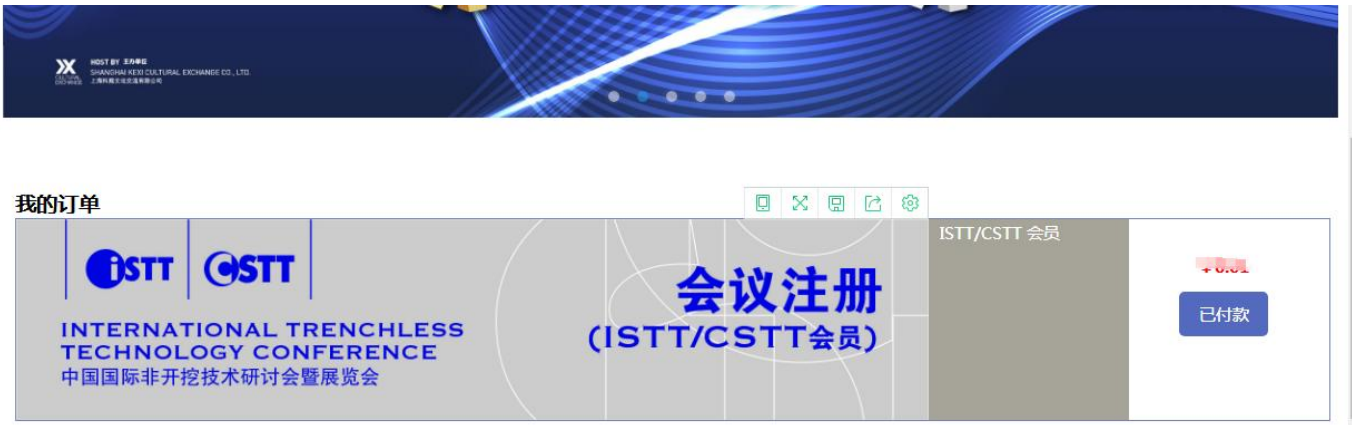 HOST BY 主办单位
SHANGHAI KEXI CULTURAL EXCHANGE CO., LTD.
CULTURAL
EXCHANGE
我的订单
iSTT CSTT
会议注册
(ISTT/CSTT会员)
INTERNATIONAL TRENCHLESS
TECHNOLOGY CONFERENCE
中国国际非开挖技术研讨会暨展览会
ISTT/CSTT 会员
已付款